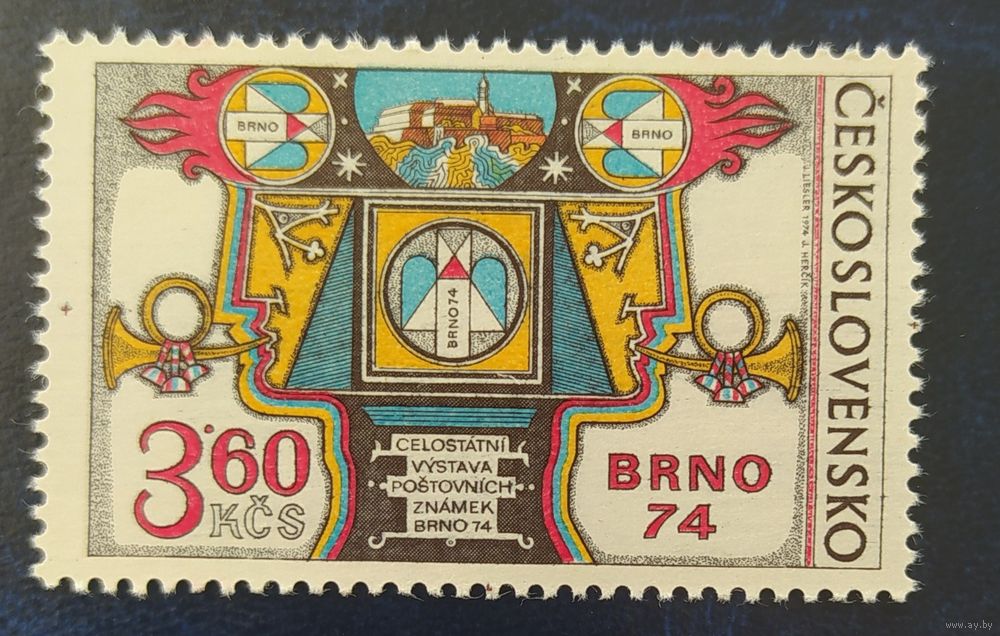 BRNO
BRNO
ČESKOSLOVENSKO
J. LIESLER 1974 J. HERČÍK
BRNO 74
3·60
KČS
CELOSTÁTNÍ
VÝSTAVA
POŠTOVNÍCH
ZNÁMEK
BRNO 74
BRNO
74
www.ay.by